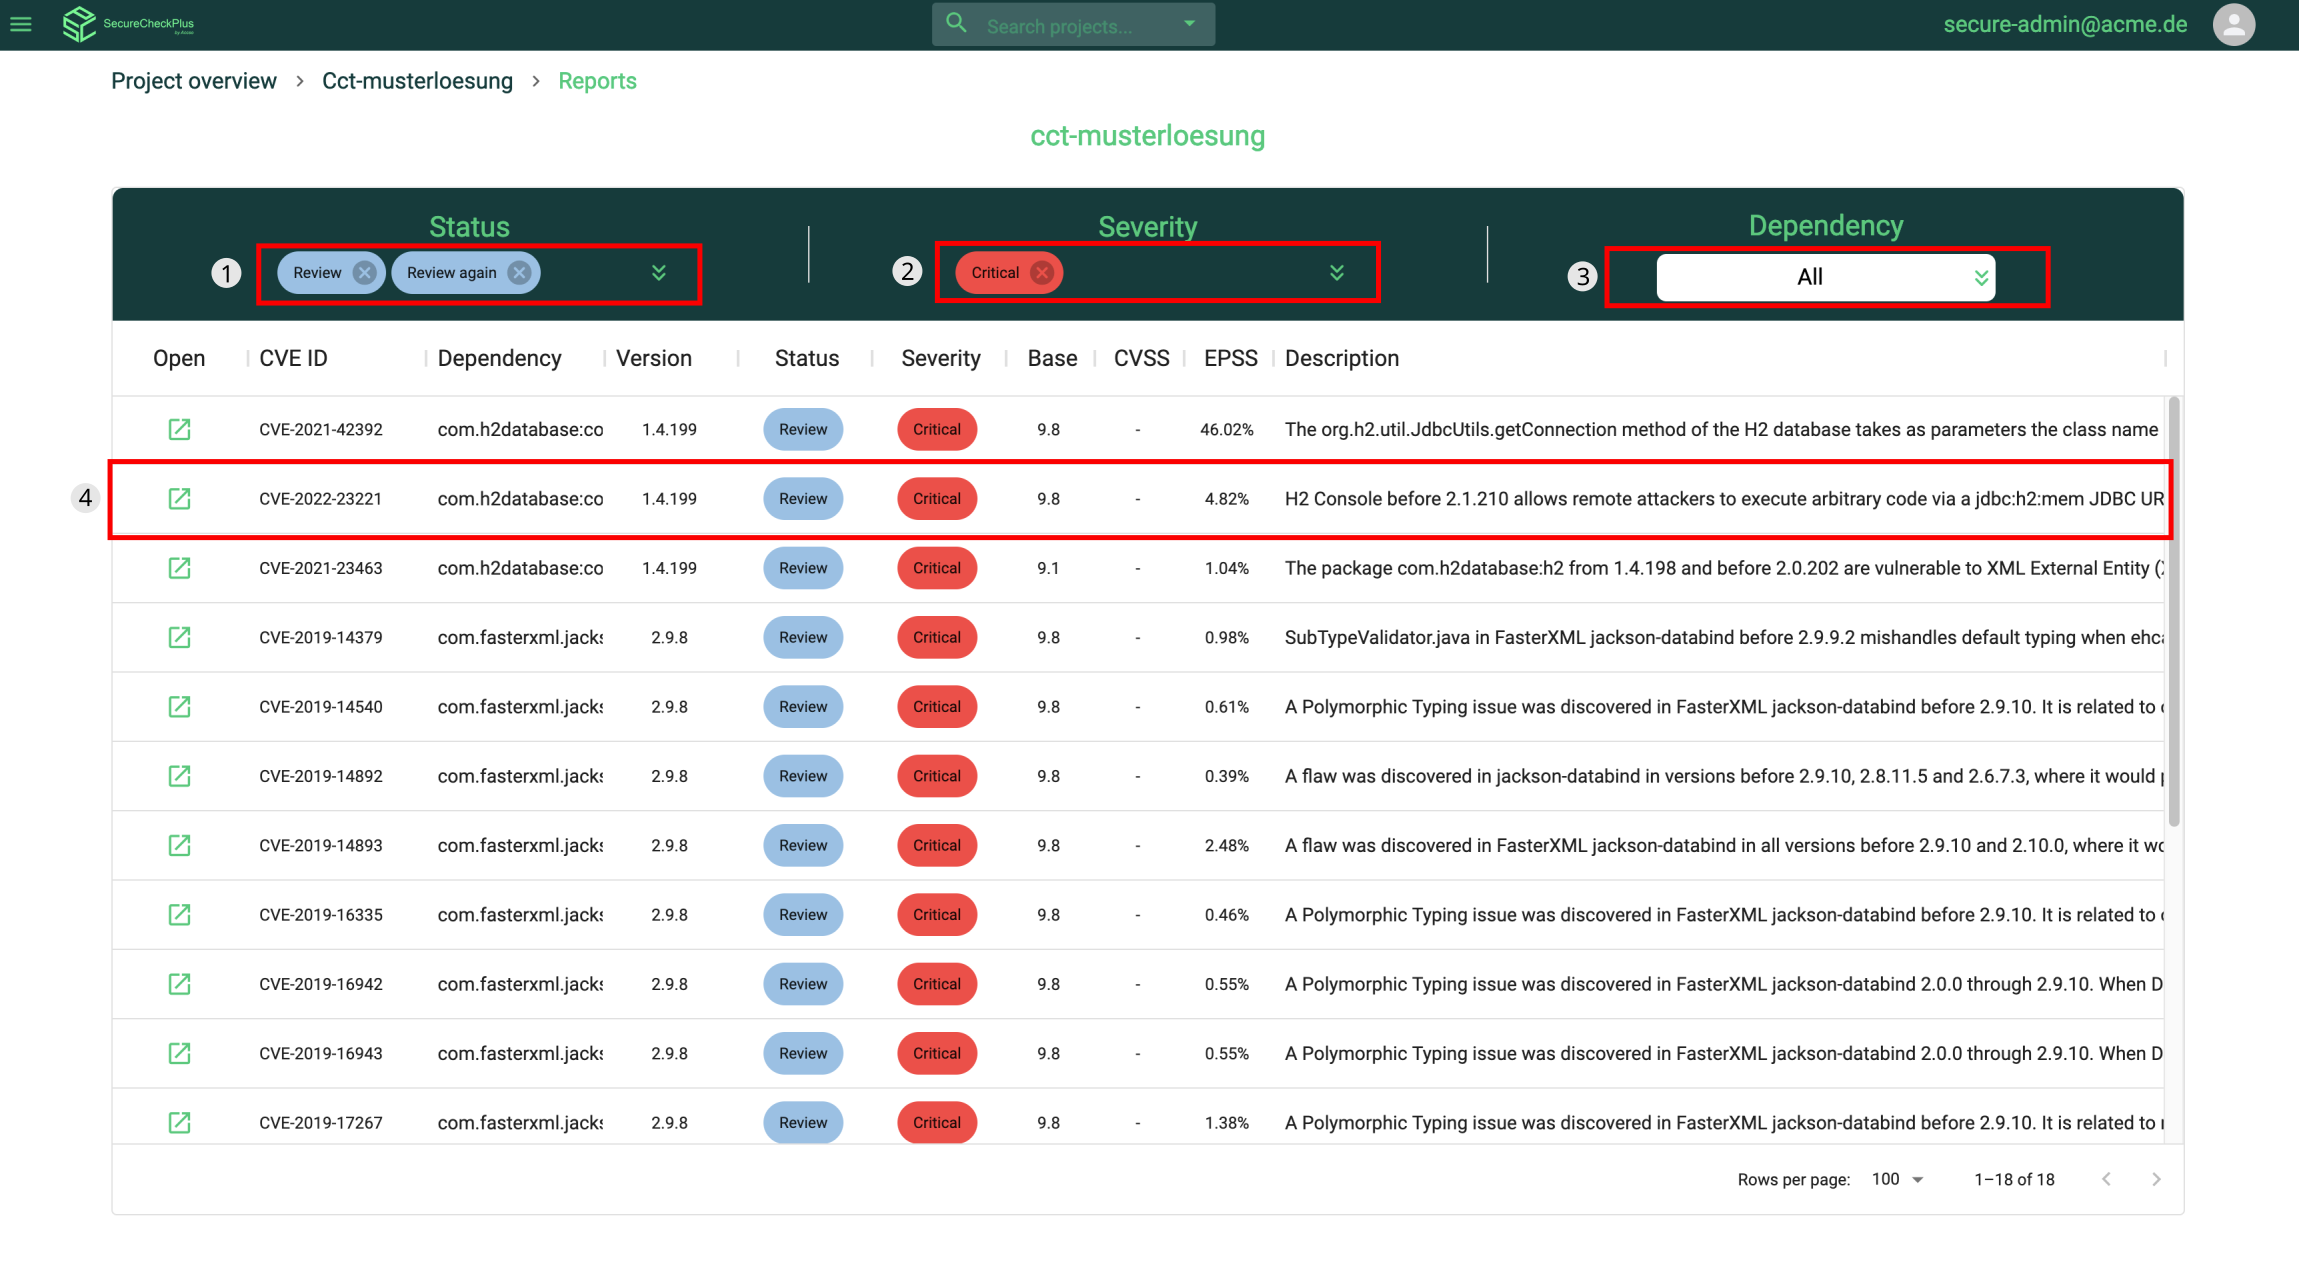 SecureCheckPlus
Search projects...
secure-admin@acme.de
Project overview > Cct-musterloesung > Reports
cct-musterloesung
Status Severity Dependency
1 Review Review again 2 Critical 3 All
Open CVE ID Dependency Version Status Severity Base CVSS EPSS Description
CVE-2021-42392 com.h2database:co 1.4.199 Review Critical 9.8 - 46.02% The org.h2.util.JdbcUtils.getConnection method of the H2 database takes as parameters the class name
4 CVE-2022-23221 com.h2database:co 1.4.199 Review Critical 9.8 - 4.82% H2 Console before 2.1.210 allows remote attackers to execute arbitrary code via a jdbc:h2:mem JDBC UR
CVE-2021-23463 com.h2database:co 1.4.199 Review Critical 9.1 - 1.04% The package com.h2database:h2 from 1.4.198 and before 2.0.202 are vulnerable to XML External Entity (
CVE-2019-14379 com.fasterxml.jacks 2.9.8 Review Critical 9.8 - 0.98% SubTypeValidator.java in FasterXML jackson-databind before 2.9.9.2 mishandles default typing when ehca
CVE-2019-14540 com.fasterxml.jacks 2.9.8 Review Critical 9.8 - 0.61% A Polymorphic Typing issue was discovered in FasterXML jackson-databind before 2.9.10. It is related to
CVE-2019-14892 com.fasterxml.jacks 2.9.8 Review Critical 9.8 - 0.39% A flaw was discovered in jackson-databind in versions before 2.9.10, 2.8.11.5 and 2.6.7.3, where it would
CVE-2019-14893 com.fasterxml.jacks 2.9.8 Review Critical 9.8 - 2.48% A flaw was discovered in FasterXML jackson-databind in all versions before 2.9.10 and 2.10.0, where it wo
CVE-2019-16335 com.fasterxml.jacks 2.9.8 Review Critical 9.8 - 0.46% A Polymorphic Typing issue was discovered in FasterXML jackson-databind before 2.9.10. It is related to
CVE-2019-16942 com.fasterxml.jacks 2.9.8 Review Critical 9.8 - 0.55% A Polymorphic Typing issue was discovered in FasterXML jackson-databind 2.0.0 through 2.9.10. When D
CVE-2019-16943 com.fasterxml.jacks 2.9.8 Review Critical 9.8 - 0.55% A Polymorphic Typing issue was discovered in FasterXML jackson-databind 2.0.0 through 2.9.10. When D
CVE-2019-17267 com.fasterxml.jacks 2.9.8 Review Critical 9.8 - 1.38% A Polymorphic Typing issue was discovered in FasterXML jackson-databind before 2.9.10. It is related to
Rows per page: 100 1–18 of 18